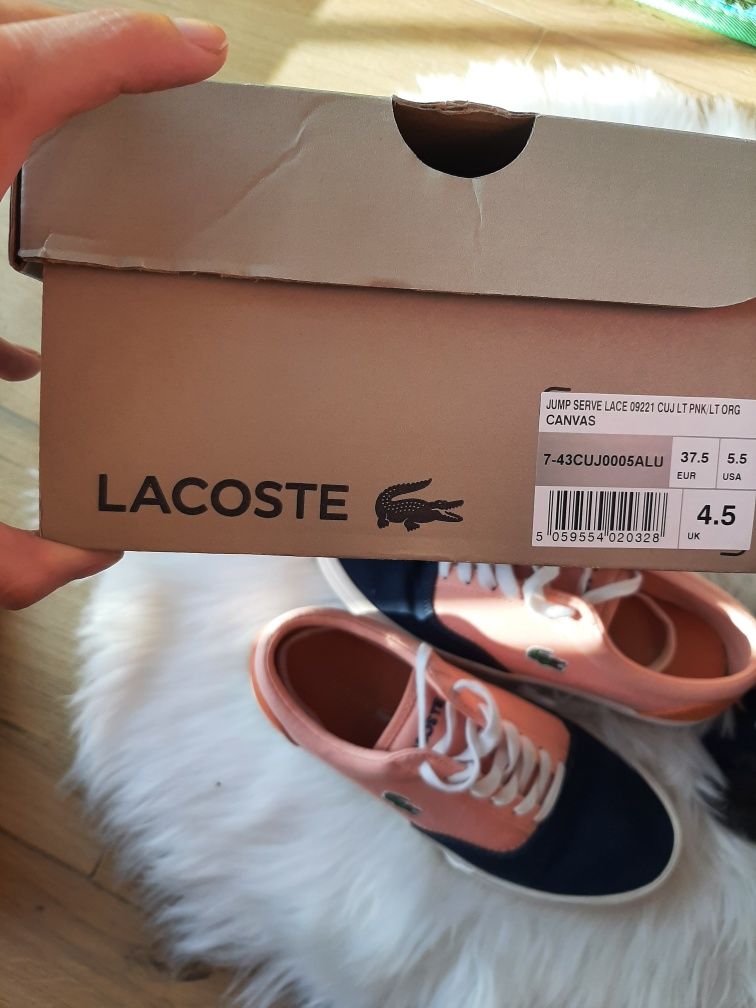 JUMP SERVE LACE 09221 CUJ LT PNK/LT ORG
CANVAS
7-43CUJ0005ALU
37.5
EUR
5.5
USA
5 059554 020328
4.5
UK
LACOSTE
COSTE